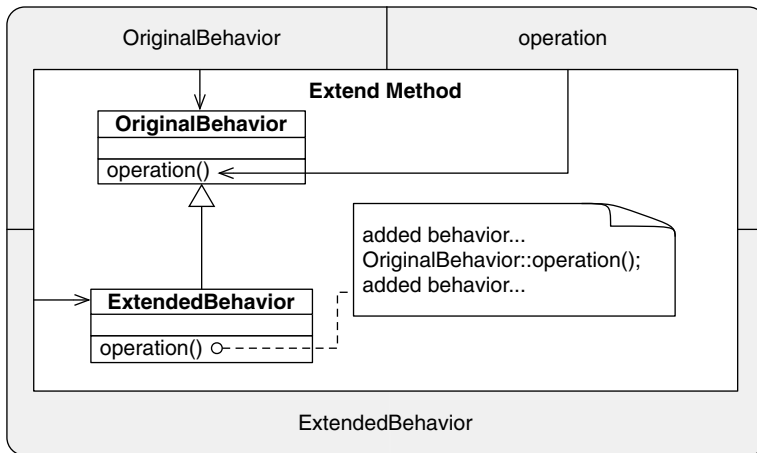 OriginalBehavior
operation
Extend Method
OriginalBehavior
operation()
added behavior...
OriginalBehavior::operation();
added behavior...
ExtendedBehavior
operation()
ExtendedBehavior